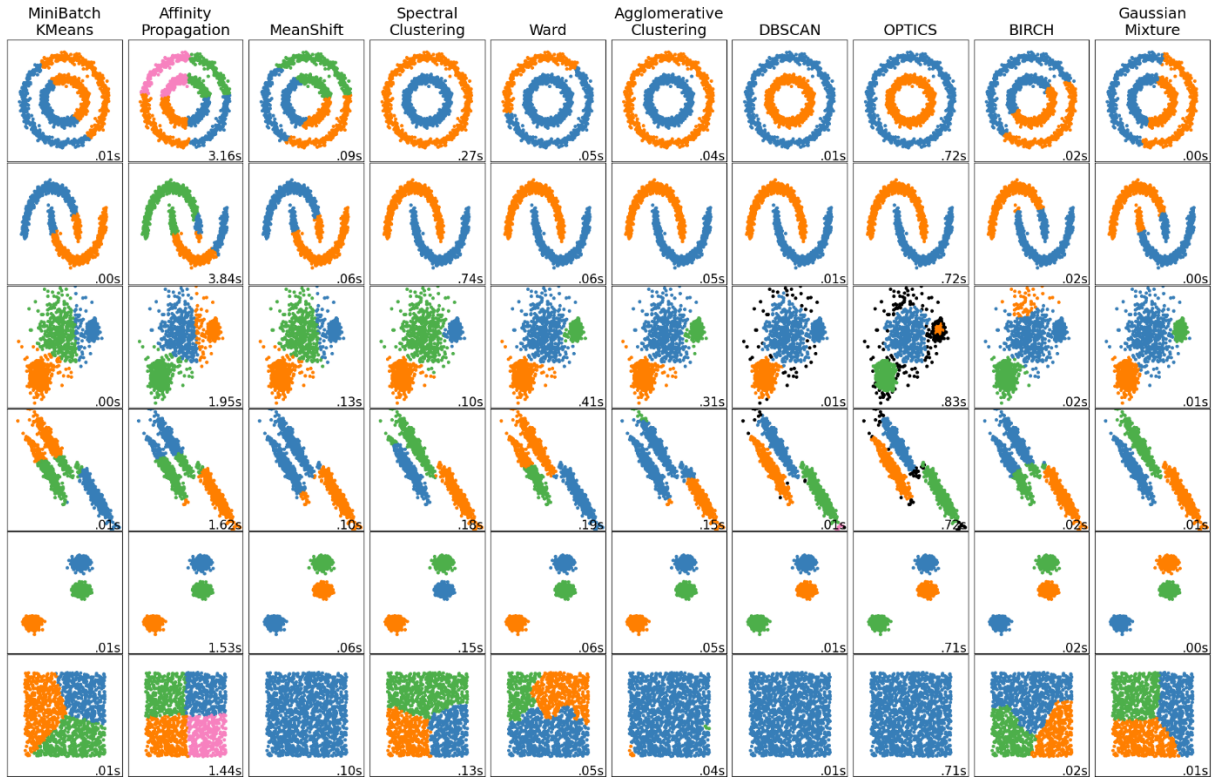 MiniBatch
KMeans
Affinity
Propagation
MeanShift
Spectral
Clustering
Ward
Agglomerative
Clustering
DBSCAN
OPTICS
BIRCH
Gaussian
Mixture
.01s 3.16s .09s .27s .05s .04s .01s .72s .02s .00s
.00s 3.84s .06s .74s .06s .05s .01s .72s .02s .00s
.00s 1.95s .13s .10s .41s .31s .01s .83s .02s .01s
.01s 1.62s .10s .18s .19s .15s .01s .72s .02s .01s
.01s 1.53s .06s .15s .06s .05s .01s .71s .02s .00s
.01s 1.44s .10s .13s .05s .04s .01s .71s .02s .01s